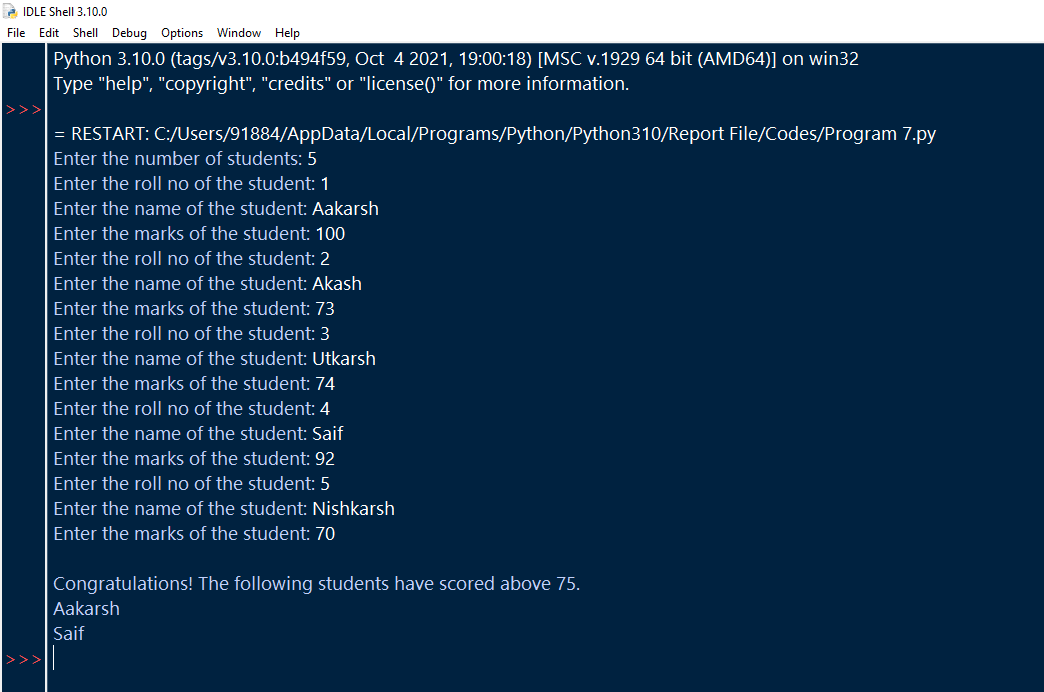 IDLE Shell 3.10.0
File Edit Shell Debug Options Window Help
Python 3.10.0 (tags/v3.10.0:b494f59, Oct  4 2021, 19:00:18) [MSC v.1929 64 bit (AMD64)] on win32
Type "help", "copyright", "credits" or "license()" for more information.
>>>
= RESTART: C:/Users/91884/AppData/Local/Programs/Python/Python310/Report File/Codes/Program 7.py
Enter the number of students: 5
Enter the roll no of the student: 1
Enter the name of the student: Aakarsh
Enter the marks of the student: 100
Enter the roll no of the student: 2
Enter the name of the student: Akash
Enter the marks of the student: 73
Enter the roll no of the student: 3
Enter the name of the student: Utkarsh
Enter the marks of the student: 74
Enter the roll no of the student: 4
Enter the name of the student: Saif
Enter the marks of the student: 92
Enter the roll no of the student: 5
Enter the name of the student: Nishkarsh
Enter the marks of the student: 70
Congratulations! The following students have scored above 75.
Aakarsh
Saif
>>>